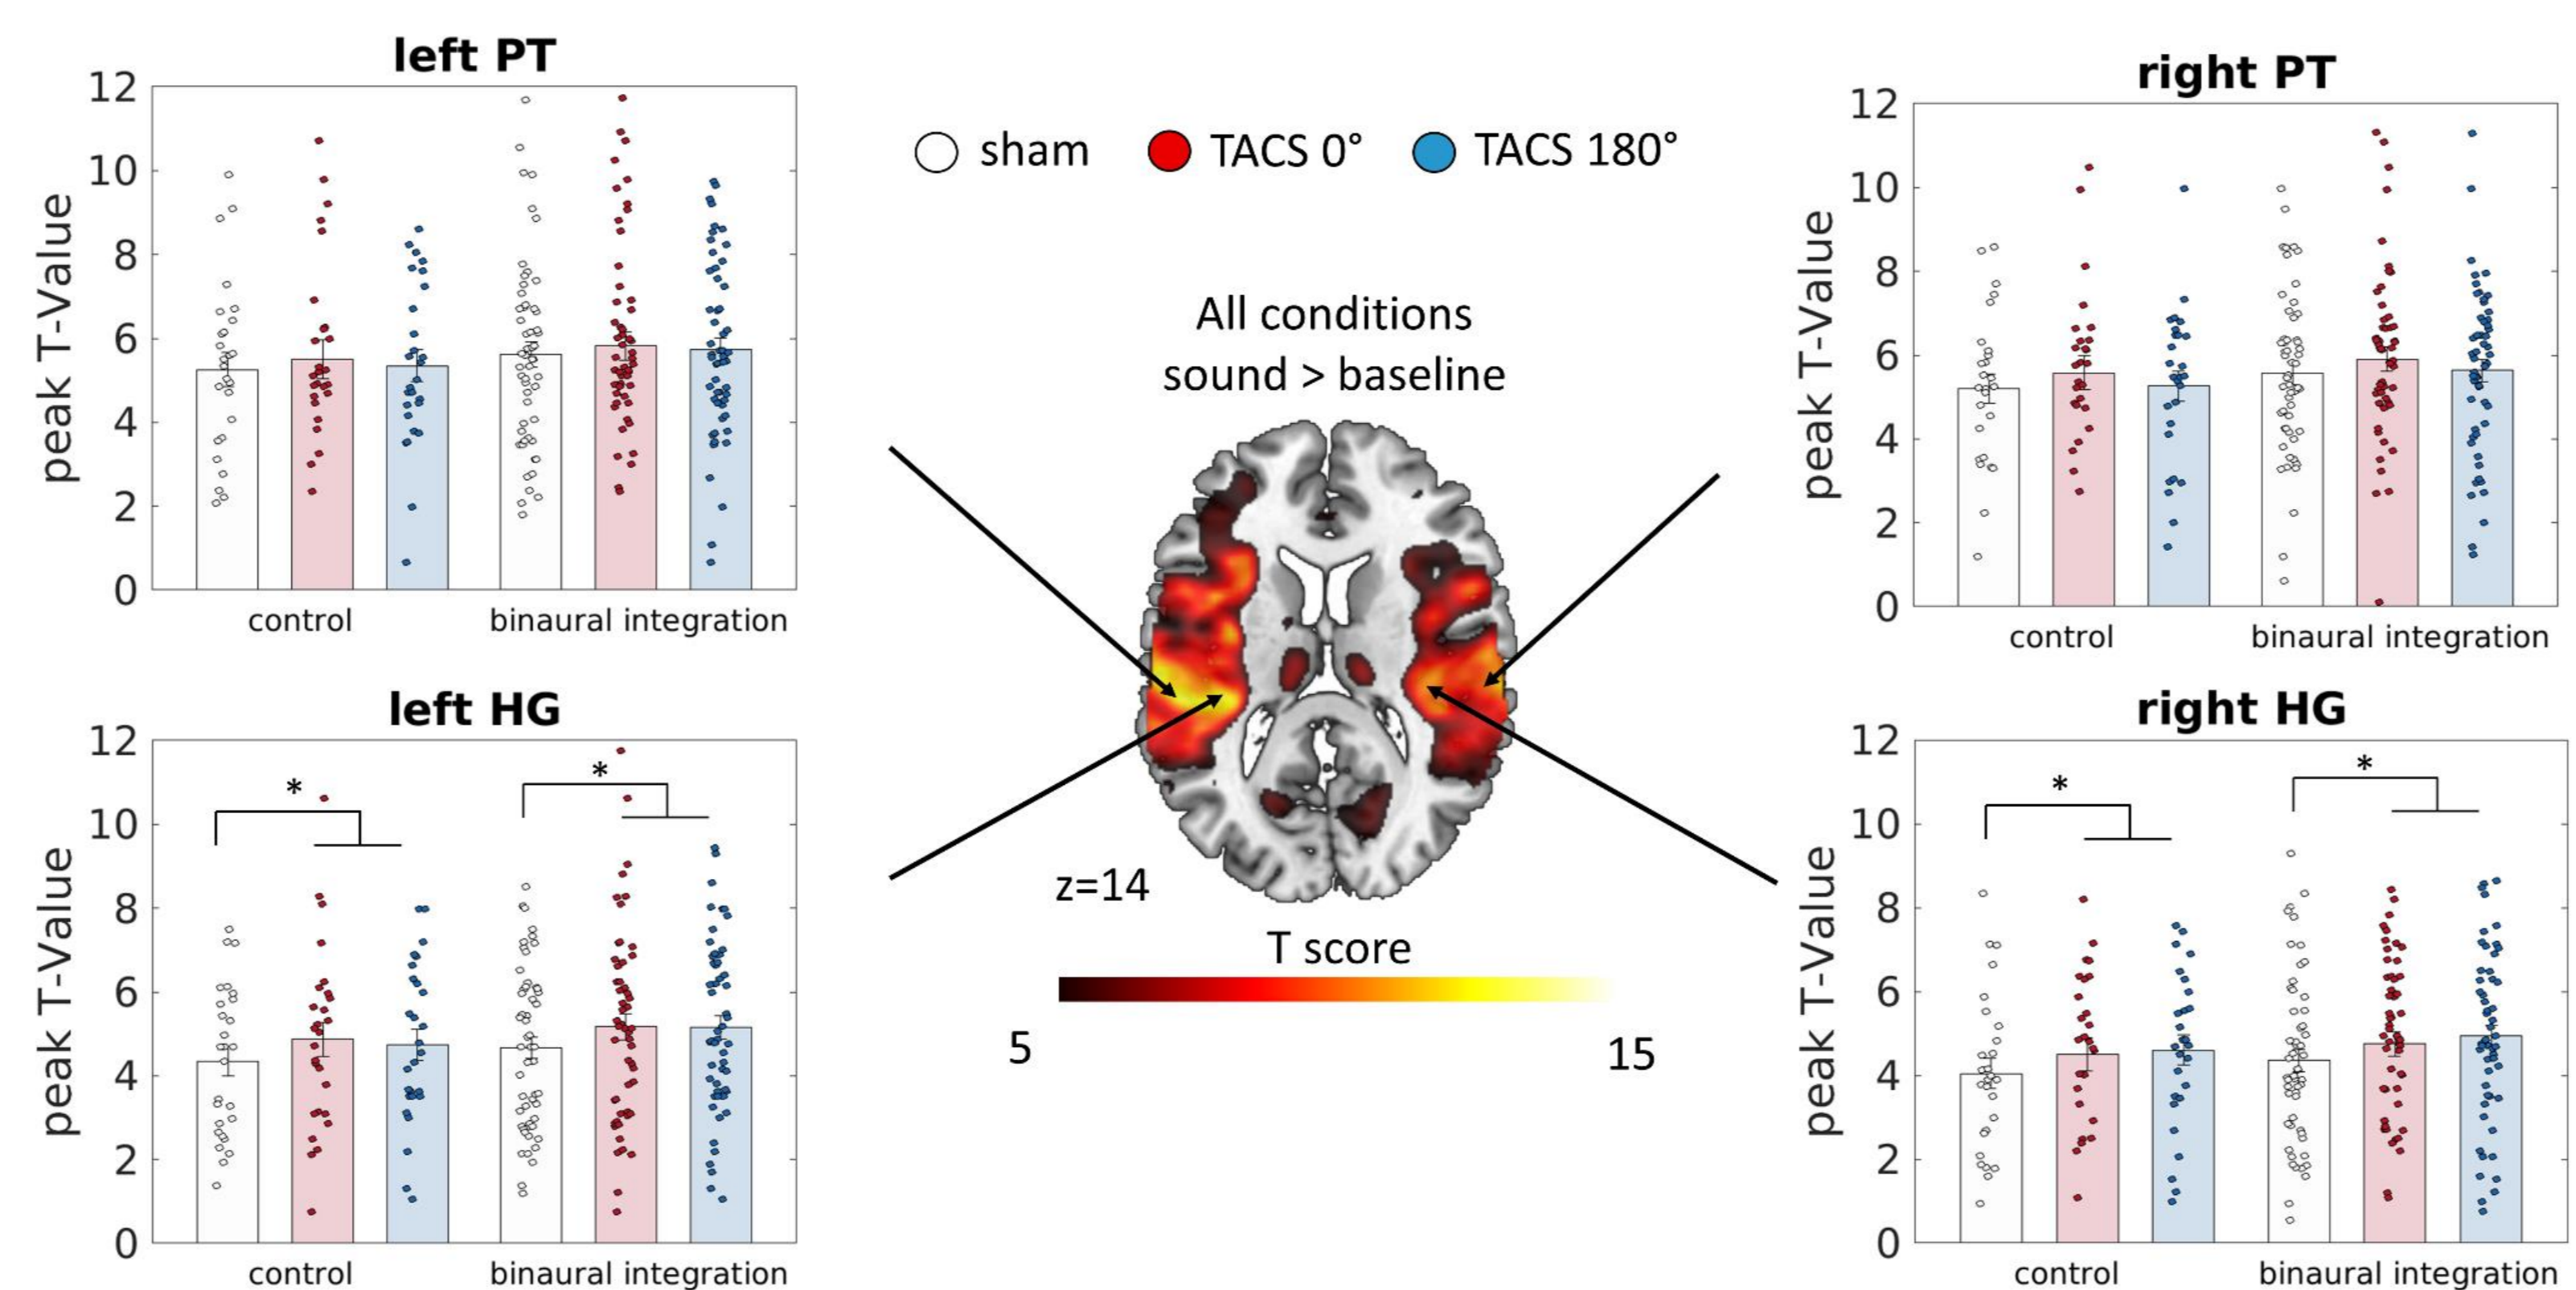 left PT
12
10
8
6
4
2
0
peak T-Value
control binaural integration
sham TACS 0° TACS 180°
All conditions
sound > baseline
right PT
12
10
8
6
4
2
0
peak T-Value
control binaural integration
left HG
12
10
8
6
4
2
0
peak T-Value
*
*
control binaural integration
z=14
T score
5 15
right HG
12
10
8
6
4
2
0
peak T-Value
*
*
control binaural integration